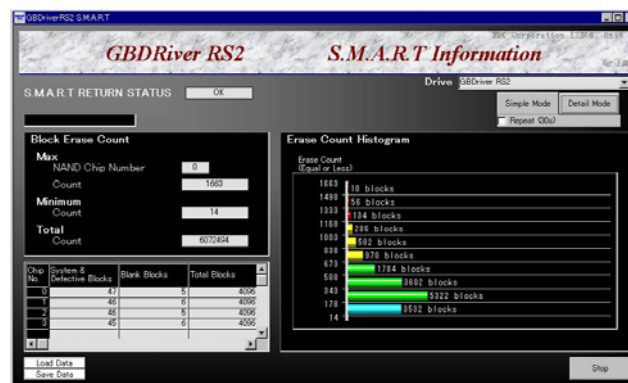 GBDriverRS2 S.M.A.R.T
GBDRiver RS2 S.M.A.R.T Information
Drive GBDriver RS2
S.M.A.R.T RETURN STATUS OK
Simple Mode Detail Mode
Repeat (30s)
Block Erase Count
Max
NAND Chip Number 0
Count 1663
Minimum
Count 14
Total
Count 6072494
Erase Count Histogram
Erase Count
(Equal or Less)
1663
10 blocks
1498
56 blocks
1333
134 blocks
1168
286 blocks
1003
502 blocks
838
970 blocks
673
1784 blocks
508
3602 blocks
343
5322 blocks
178
3532 blocks
14
Chip No. System & Defective Blocks Blank Blocks Total Blocks
0 47 5 4096
1 46 6 4096
2 46 5 4096
3 45 6 4096
Load Data
Save Data
Stop